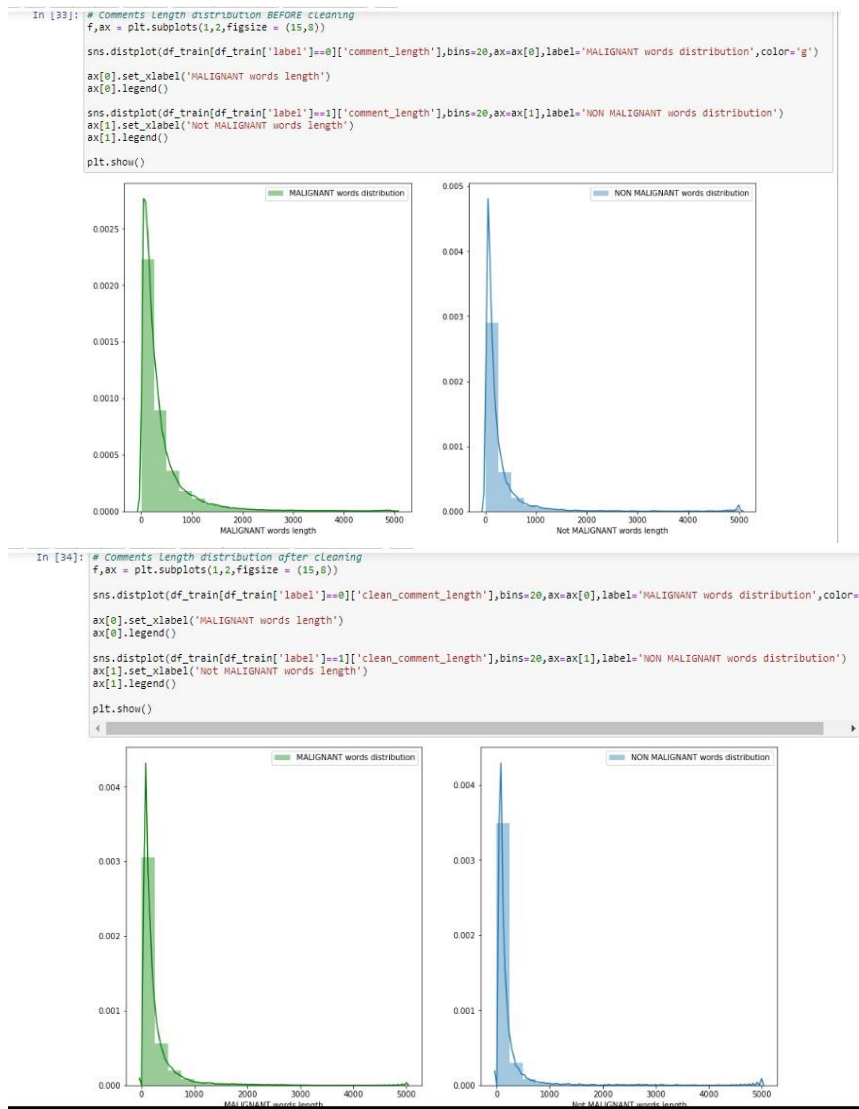 In [33]: # Comments Length distribution BEFORE cleaning
f,ax = plt.subplots(1,2,figsize = (15,8))
sns.distplot(df_train[df_train['label']==0]['comment_length'],bins=20,ax=ax[0],label='MALIGNANT words distribution',color='g')
ax[0].set_xlabel('MALIGNANT words length')
ax[0].legend()
sns.distplot(df_train[df_train['label']==1]['comment_length'],bins=20,ax=ax[1],label='NON MALIGNANT words distribution')
ax[1].set_xlabel('Not MALIGNANT words length')
ax[1].legend()
plt.show()
MALIGNANT words distribution
0.0025
0.0020
0.0015
0.0010
0.0005
0.0000
0 1000 2000 3000 4000 5000
MALIGNANT words length
NON MALIGNANT words distribution
0.005
0.004
0.003
0.002
0.001
0.000
0 1000 2000 3000 4000 5000
Not MALIGNANT words length
In [34]: # Comments Length distribution after cleaning
f,ax = plt.subplots(1,2,figsize = (15,8))
sns.distplot(df_train[df_train['label']==0]['clean_comment_length'],bins=20,ax=ax[0],label='MALIGNANT words distribution',color=
ax[0].set_xlabel('MALIGNANT words length')
ax[0].legend()
sns.distplot(df_train[df_train['label']==1]['clean_comment_length'],bins=20,ax=ax[1],label='NON MALIGNANT words distribution')
ax[1].set_xlabel('Not MALIGNANT words length')
ax[1].legend()
plt.show()
MALIGNANT words distribution
0.004
0.003
0.002
0.001
0.000
0 1000 2000 3000 4000 5000
MALIGNANT words length
NON MALIGNANT words distribution
0.004
0.003
0.002
0.001
0.000
0 1000 2000 3000 4000 5000
Not MALIGNANT words length